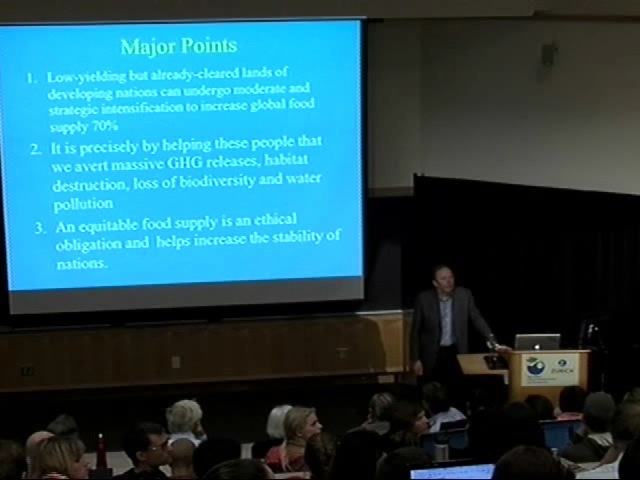 Major Points
1. Low-yielding but already-cleared lands of
developing nations can undergo moderate and
strategic intensification to increase global food
supply 70%
2. It is precisely by helping these people that
we avert massive GHG releases, habitat
destruction, loss of biodiversity and water
pollution
3. An equitable food supply is an ethical
obligation and helps increase the stability of
nations.
ZURICH